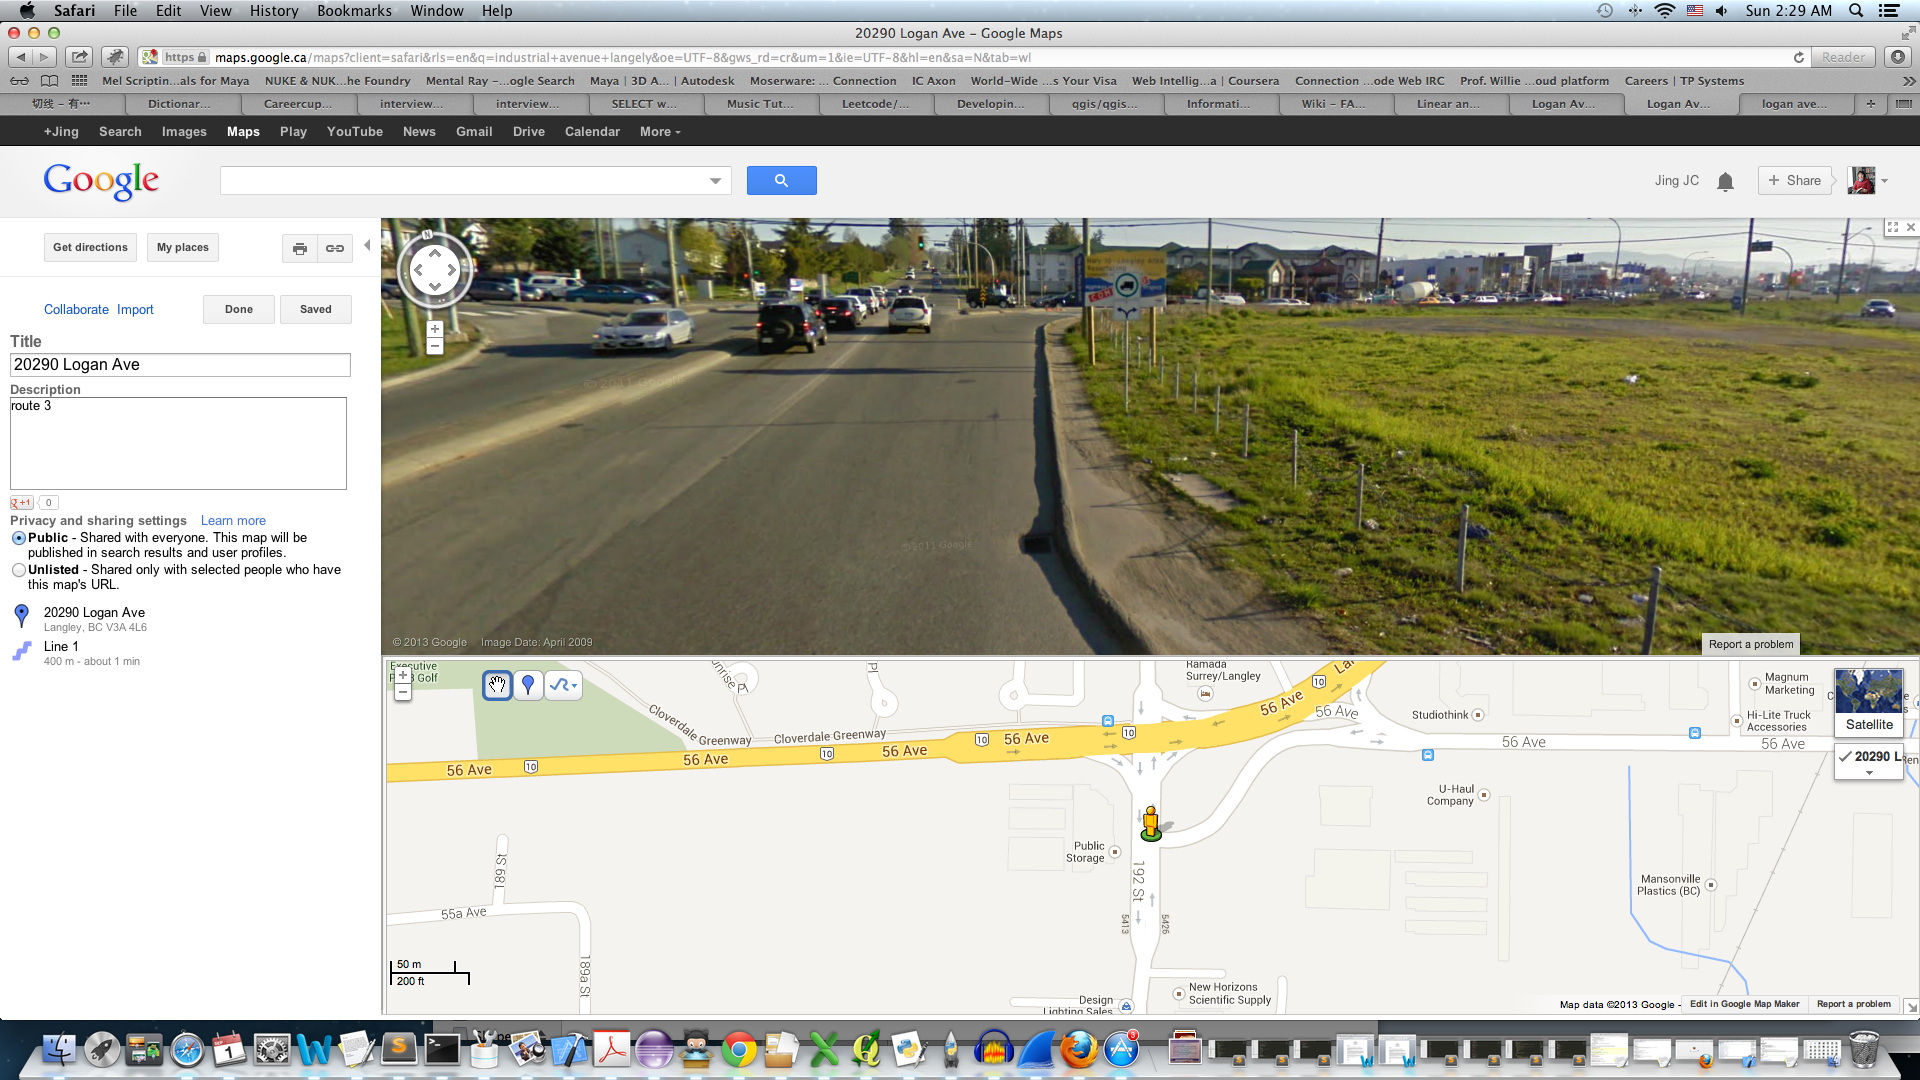 Safari File Edit View History Bookmarks Window Help
Sun 2:29 AM
20290 Logan Ave – Google Maps
https
maps.google.ca/maps?client=safari&rls=en&q=industrial+avenue+langely&oe=UTF-8&gws_rd=cr&um=1&ie=UTF-8&hl=en&sa=N&tab=wl
Reader
Mel Scriptin...als for Maya NUKE & NUK...he Foundry Mental Ray –...ogle Search Maya | 3D A... | Autodesk Moserware: ... Connection IC Axon World–Wide ...s Your Visa Web Intellig...a | Coursera Connection ...ode Web IRC Prof. Willie ...oud platform Careers | TP Systems
切线 – 有... Dictionar... Careercup... interview... interview... SELECT w... Music Tut... Leetcode/... Developin... qgis/qgis... Informati... Wiki – FA... Linear an... Logan Av... Logan Av... logan ave...
+Jing Search Images Maps Play YouTube News Gmail Drive Calendar More
Google
Jing JC
+ Share
Get directions
My places
Collaborate Import
Done
Saved
Title
20290 Logan Ave
Description
route 3
+1
0
Privacy and sharing settings Learn more
Public - Shared with everyone. This map will be
published in search results and user profiles.
Unlisted - Shared only with selected people who have
this map's URL.
20290 Logan Ave
Langley, BC V3A 4L6
Line 1
400 m - about 1 min
N
© 2013 Google Image Date: April 2009
Report a problem
Executive
Golf
Cloverdale Greenway
Cloverdale Greenway
Pl
Ramada
Surrey/Langley
56 Ave
10
56 Ave
10
56 Ave
10
56 Ave
10
56 Ave
10
56 Ave
56 Ave
56 Ave
Studiothink
Magnum
Marketing
Hi-Lite Truck
Accessories
Satellite
20290 L
U-Haul
Company
Public
Storage
192 St
5413
5426
Mansonville
Plastics (BC)
189 St
55a Ave
189a St
50 m
200 ft
New Horizons
Scientific Supply
Design
Lighting Sales
Map data ©2013 Google -
Edit in Google Map Maker
Report a problem
1
3